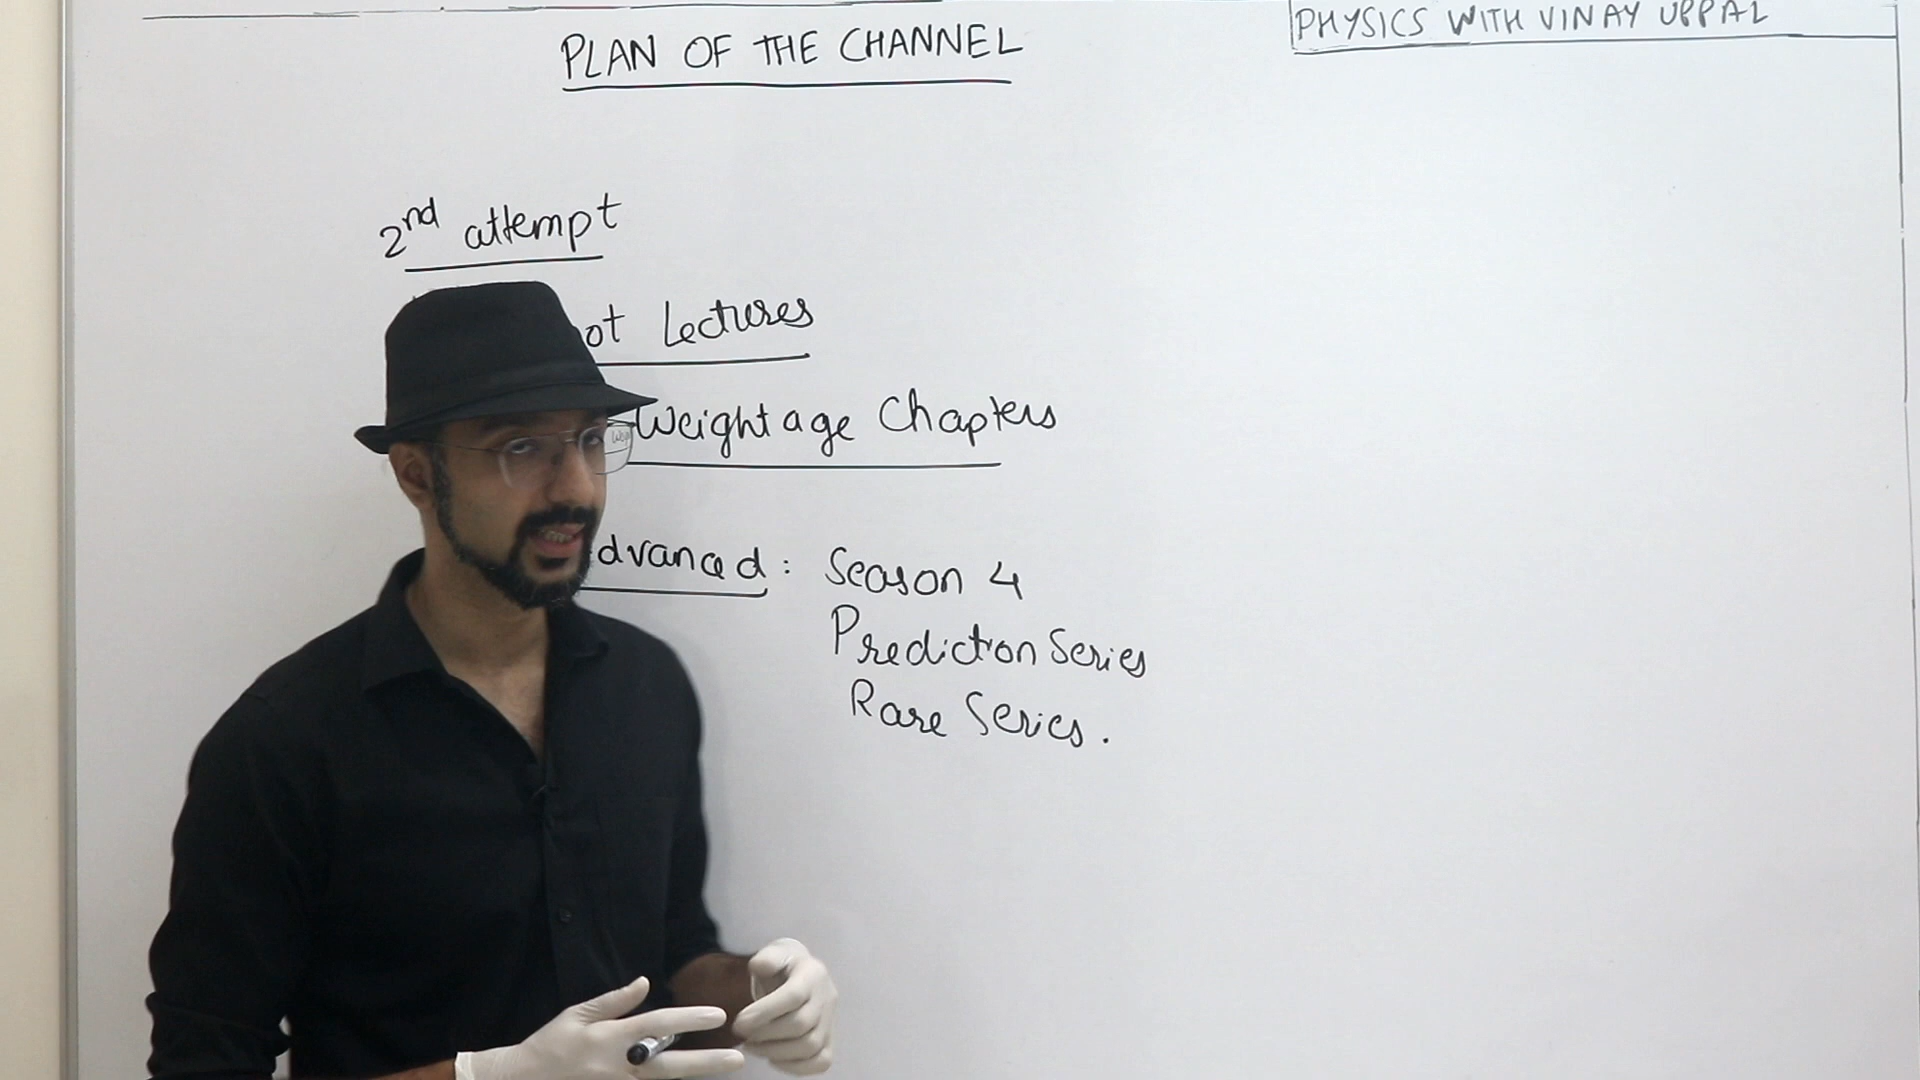 PHYSICS WITH VINAY UPPAL
PLAN OF THE CHANNEL
2nd attempt
ot Lectures
Weightage Chapters
dvanced : Season 4
Prediction Series
Rare Series.